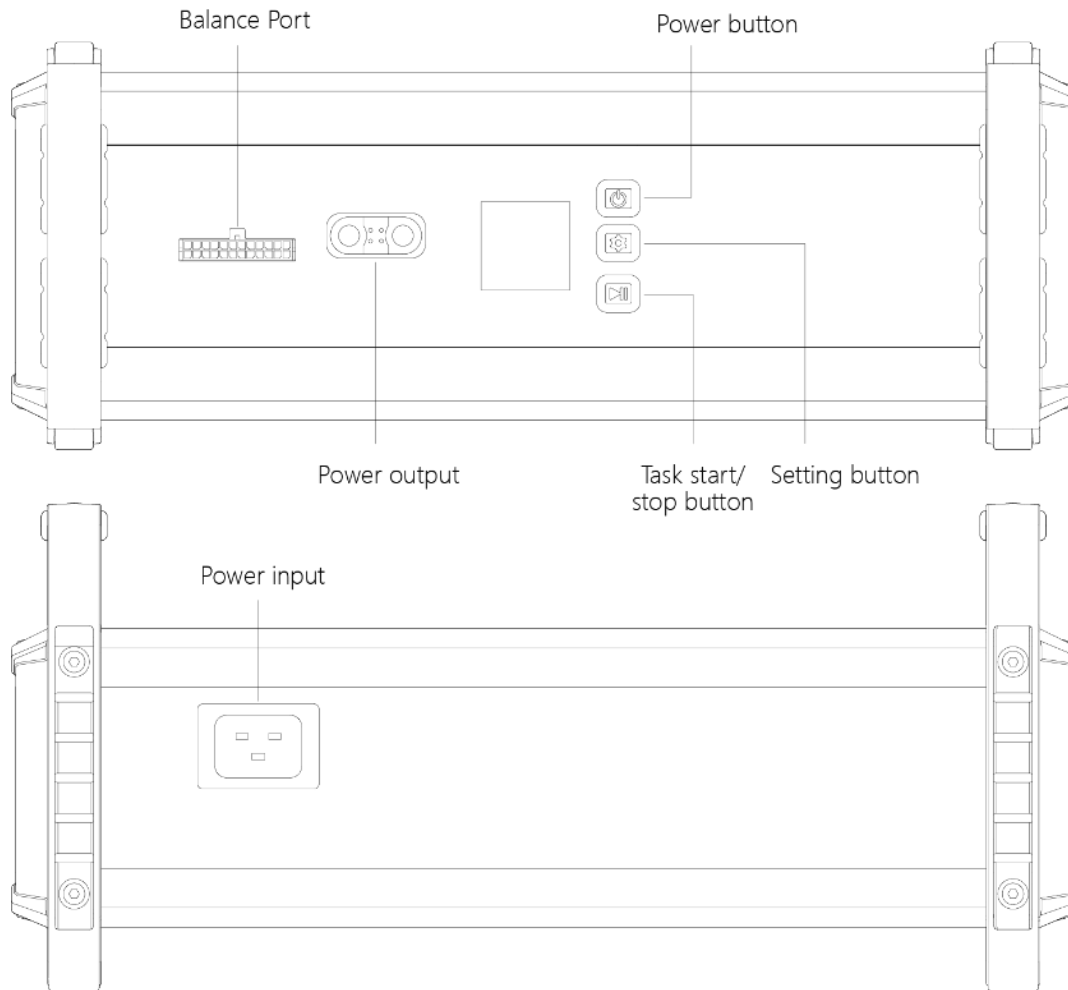 Balance Port
Power button
Power output
Task start/
stop button
Setting button
Power input